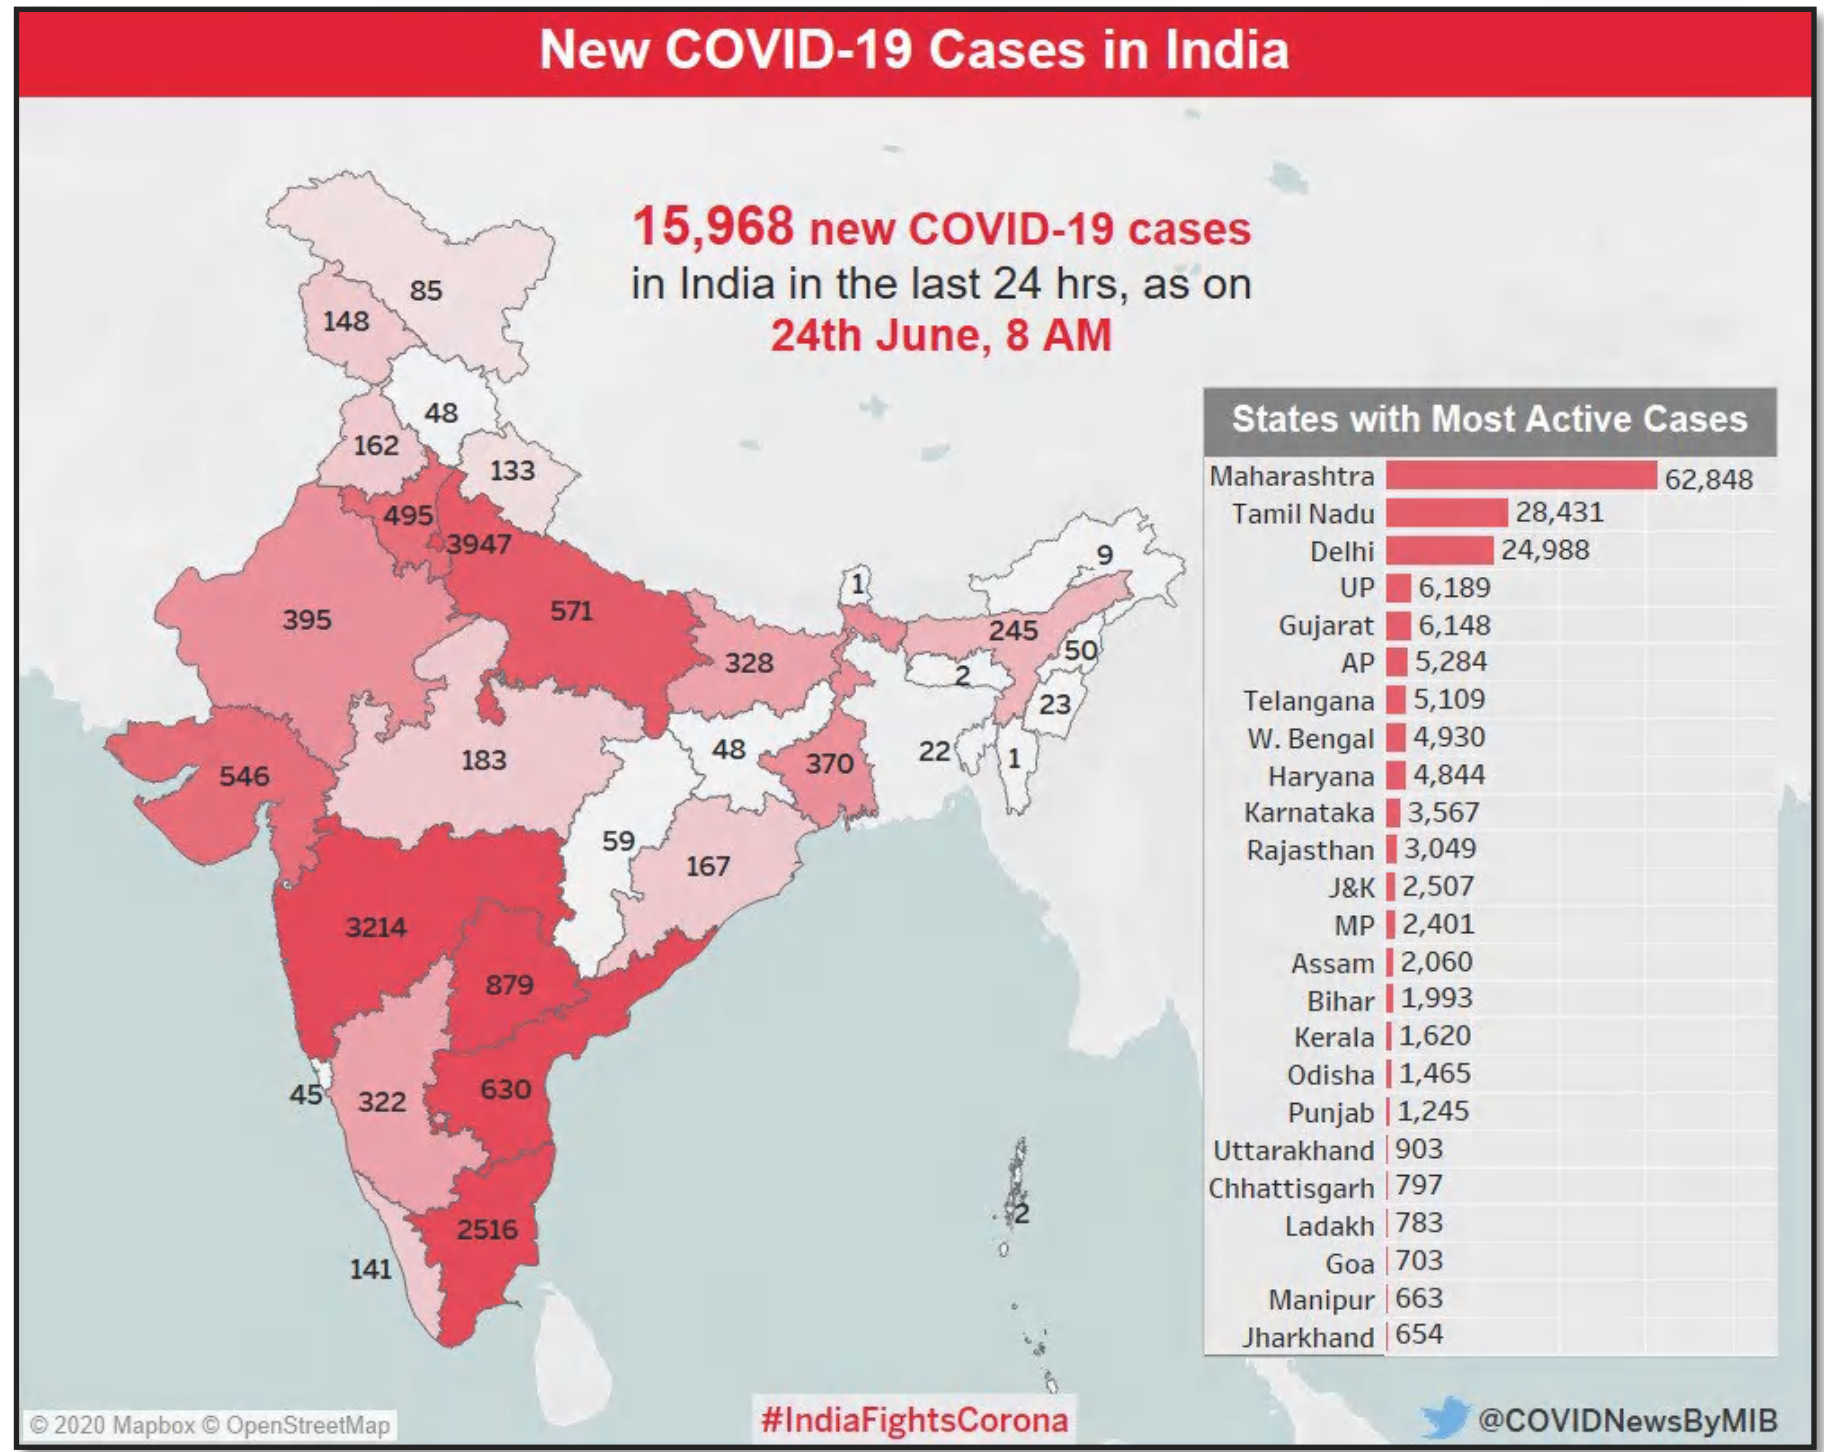 New COVID-19 Cases in India
15,968 new COVID-19 cases
in India in the last 24 hrs, as on
24th June, 8 AM
85
148
48
162
133
495
3947
395
571
328
1
9
245
50
2
23
546
183
48
370
22
1
59
167
3214
879
45
322
630
2516
141
2
States with Most Active Cases
Maharashtra 62,848
Tamil Nadu 28,431
Delhi 24,988
UP 6,189
Gujarat 6,148
AP 5,284
Telangana 5,109
W. Bengal 4,930
Haryana 4,844
Karnataka 3,567
Rajasthan 3,049
J&K 2,507
MP 2,401
Assam 2,060
Bihar 1,993
Kerala 1,620
Odisha 1,465
Punjab 1,245
Uttarakhand 903
Chhattisgarh 797
Ladakh 783
Goa 703
Manipur 663
Jharkhand 654
© 2020 Mapbox © OpenStreetMap
#IndiaFightsCorona
@COVIDNewsByMIB